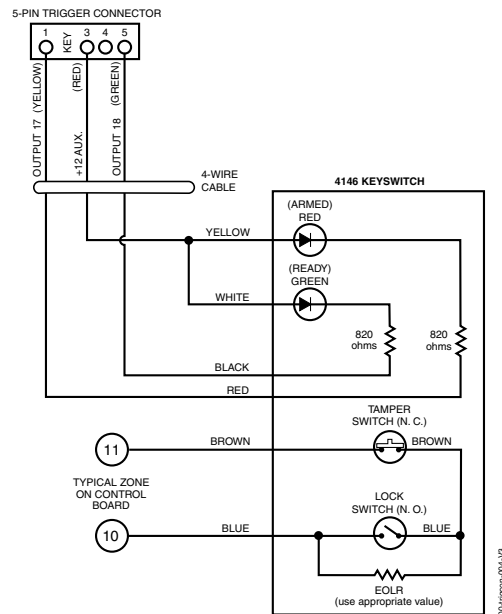 5-PIN TRIGGER CONNECTOR
1
KEY
3
4
5
OUTPUT 17 (YELLOW)
+12 AUX. (RED)
OUTPUT 18 (GREEN)
4-WIRE
CABLE
4146 KEYSWITCH
(ARMED)
RED
YELLOW
(READY)
GREEN
WHITE
820
ohms
820
ohms
BLACK
RED
TAMPER
SWITCH (N. C.)
11
BROWN
BROWN
TYPICAL ZONE
ON CONTROL
BOARD
LOCK
SWITCH (N. O.)
10
BLUE
BLUE
EOLR
(use appropriate value)